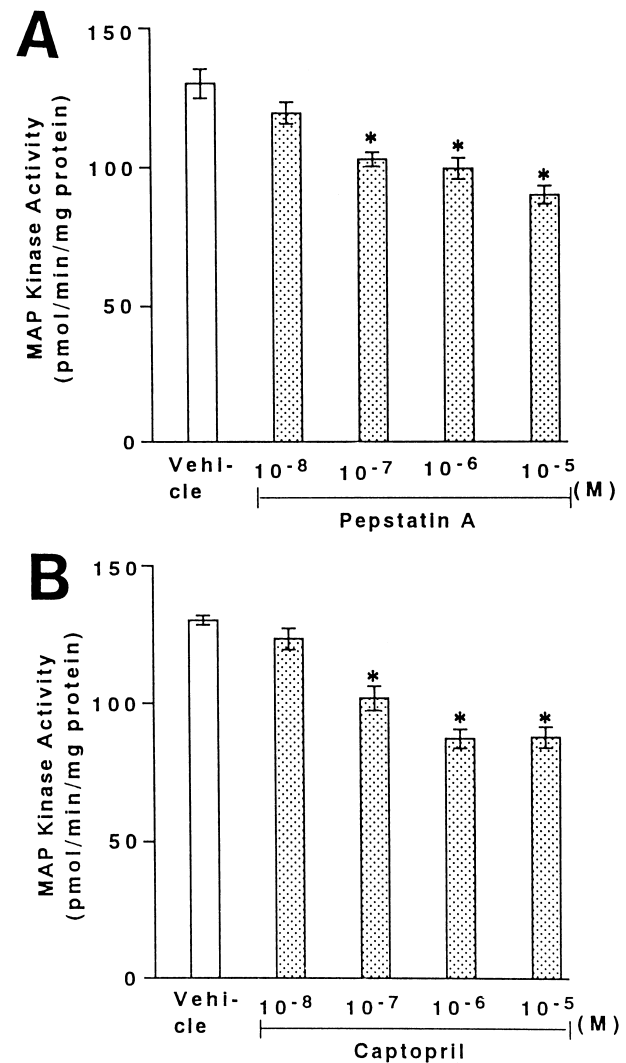 A
150
100
50
0
MAP Kinase Activity
(pmol/min/mg protein)
*
*
*
Vehi-
cle
10-8 10-7 10-6 10-5 (M)
Pepstatin A
B
150
100
50
0
MAP Kinase Activity
(pmol/min/mg protein)
*
*
*
Vehi-
cle
10-8 10-7 10-6 10-5 (M)
Captopril